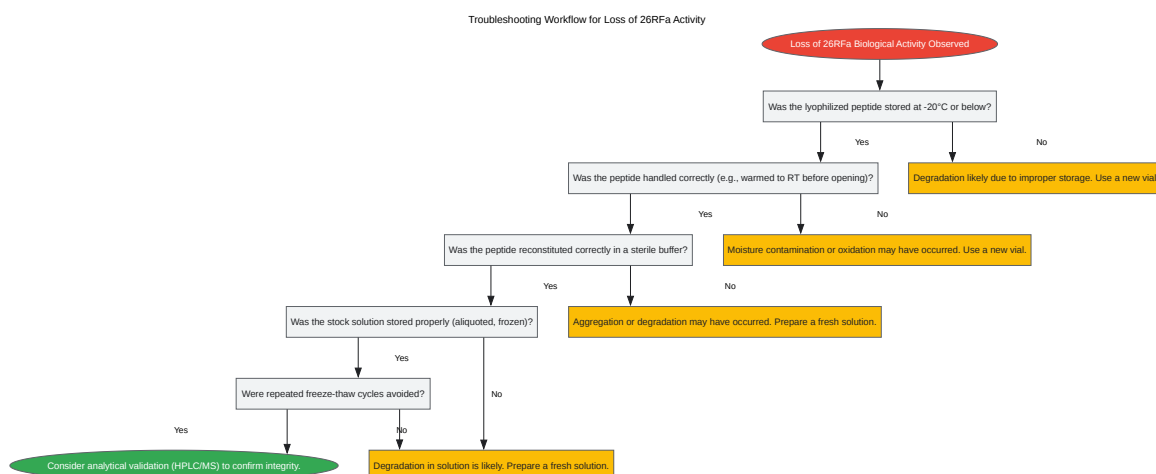 Troubleshooting Workflow for Loss of 26RFa Activity
Loss of 26RFa Biological Activity Observed
Was the lyophilized peptide stored at -20°C or below?
Yes
No
Was the peptide handled correctly (e.g., warmed to RT before opening)?
Degradation likely due to improper storage. Use a new vial
Yes
No
Was the peptide reconstituted correctly in a sterile buffer?
Moisture contamination or oxidation may have occurred. Use a new vial.
Yes
No
Was the stock solution stored properly (aliquoted, frozen)?
Aggregation or degradation may have occurred. Prepare a fresh solution.
Yes
Were repeated freeze-thaw cycles avoided?
No
Yes
No
Consider analytical validation (HPLC/MS) to confirm integrity.
Degradation in solution is likely. Prepare a fresh solution.